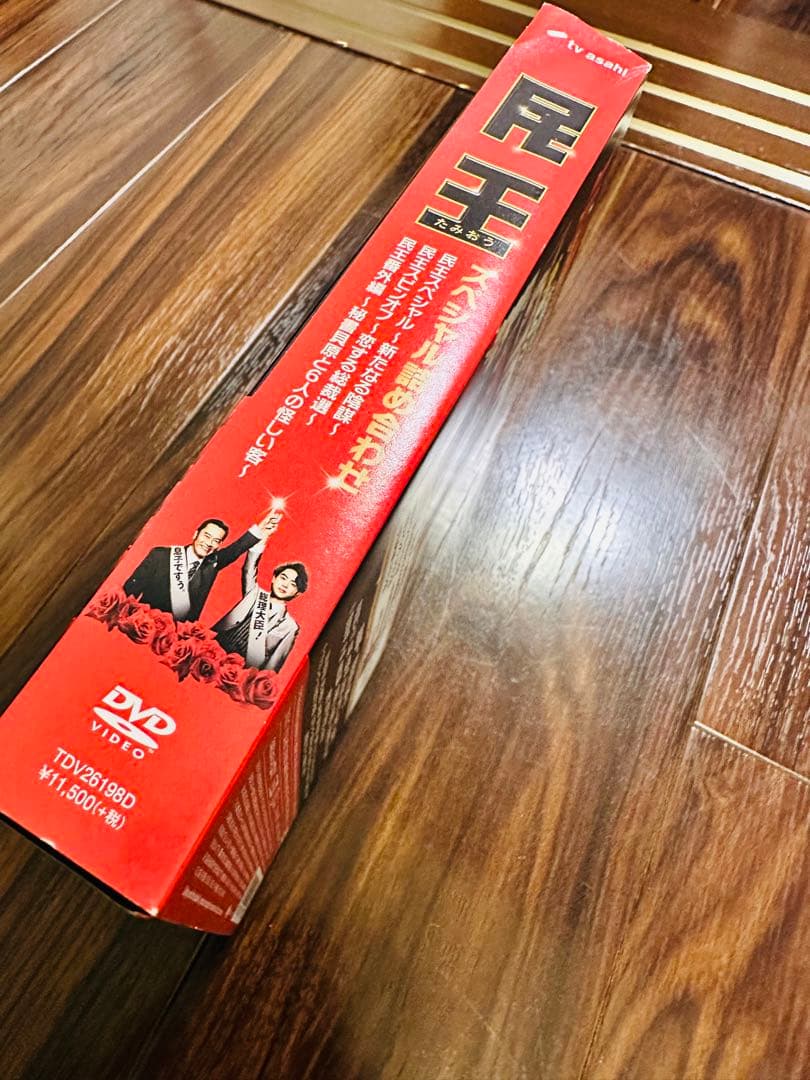 tv asahi
民王
たみおう
スペシャル詰め合わせ
民王スペシャル～新たなる陰謀～
民王スピンオフ～恋する総裁選～
民王番外編～秘書貝原と6人の怪しい客～
息子ですぅ。
総理大臣!
DVD
VIDEO
TDV26198D
¥11,500(+税)